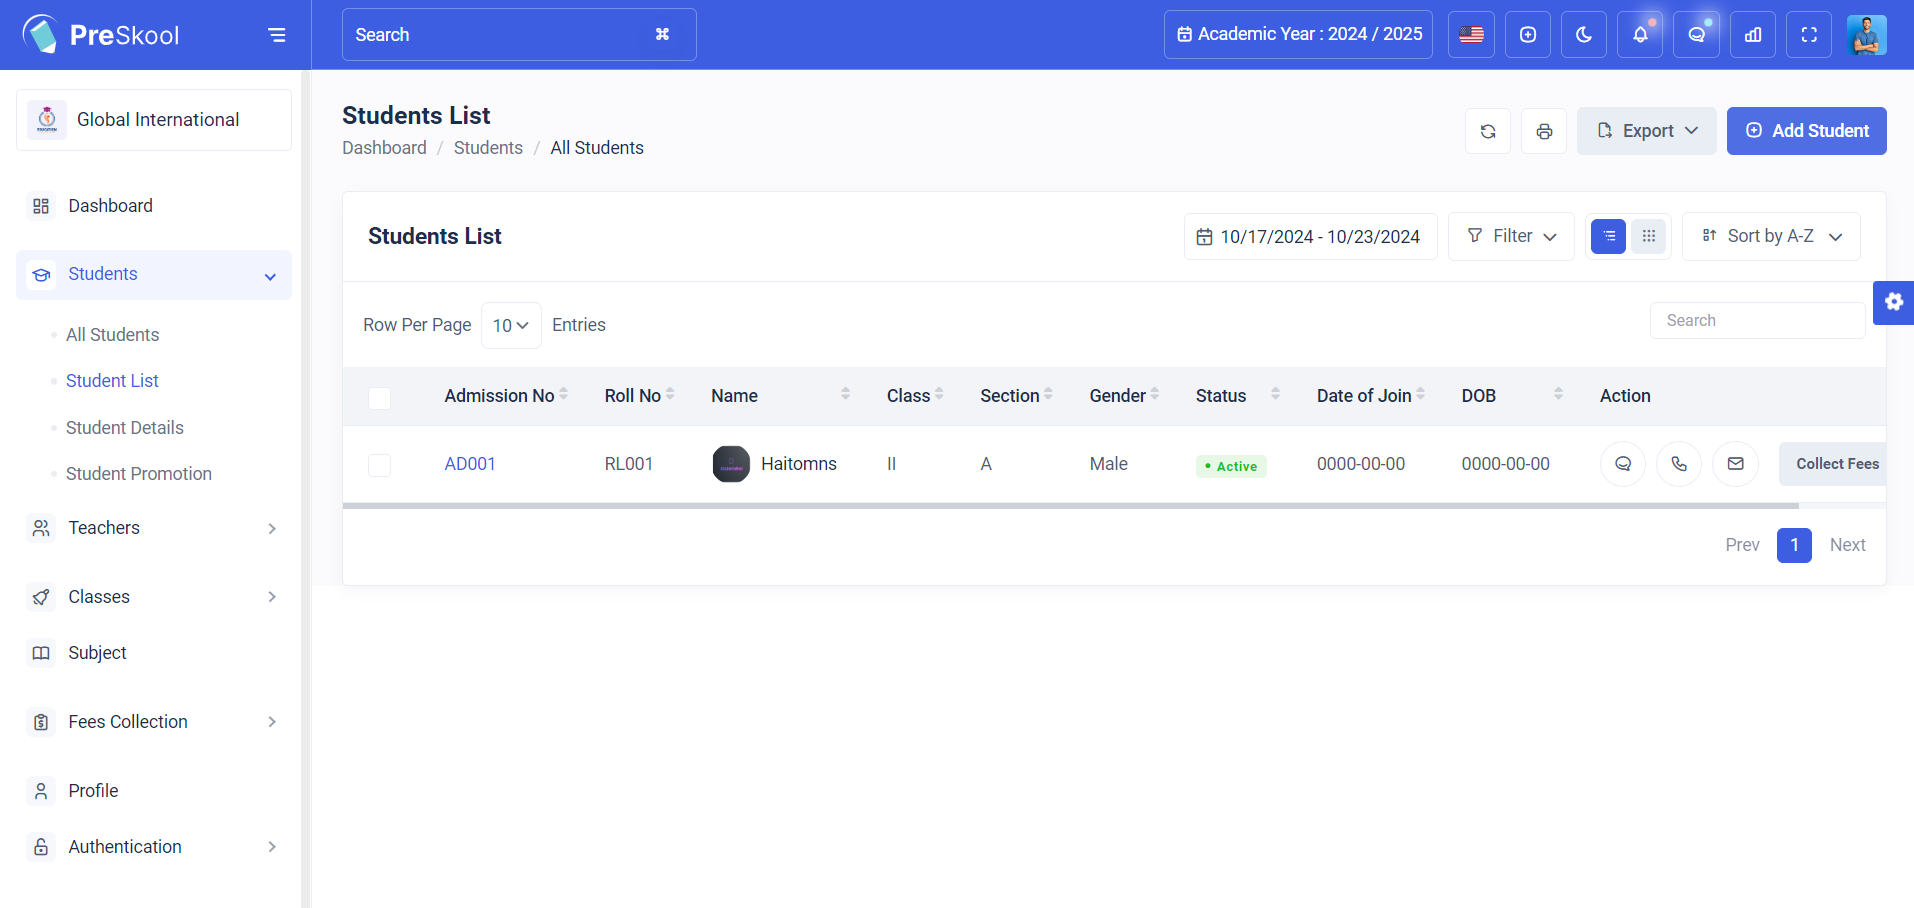 PreSkool
Search ⌘
Academic Year : 2024 / 2025
Global International
Dashboard
Students
All Students
Student List
Student Details
Student Promotion
Teachers
Classes
Subject
Fees Collection
Profile
Authentication
Students List
Dashboard / Students / All Students
Export
Add Student
Students List
10/17/2024 - 10/23/2024
Filter
Sort by A-Z
Row Per Page 10 Entries
Search
Admission No Roll No Name Class Section Gender Status Date of Join DOB Action
AD001 RL001 Haitomns II A Male Active 0000-00-00 0000-00-00 Collect Fees
Prev 1 Next